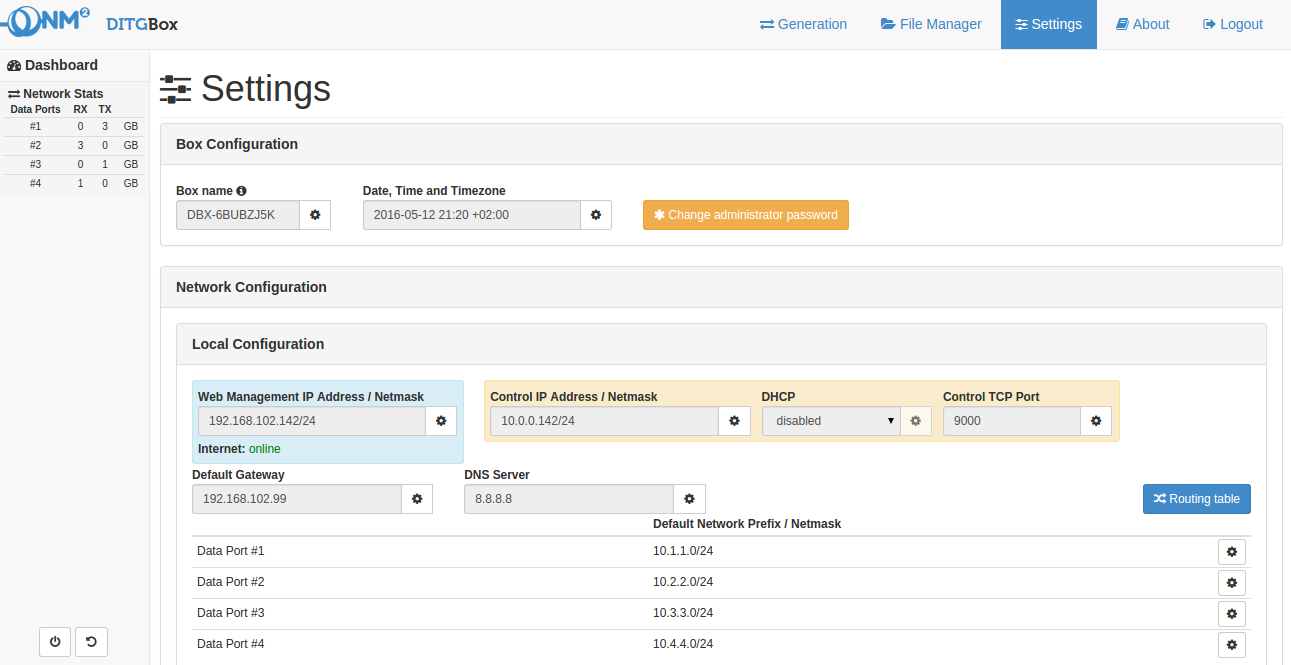 NM2 DITGBox
Generation File Manager Settings About Logout
Dashboard
Network Stats
Data Ports RX TX
#1 0 3 GB
#2 3 0 GB
#3 0 1 GB
#4 1 0 GB
Settings
Box Configuration
Box name Date, Time and Timezone
DBX-6BUBZJ5K 2016-05-12 21:20 +02:00 Change administrator password
Network Configuration
Local Configuration
Web Management IP Address / Netmask Control IP Address / Netmask DHCP Control TCP Port
192.168.102.142/24 10.0.0.142/24 disabled 9000
Internet: online
Default Gateway DNS Server
192.168.102.99 8.8.8.8 Routing table
Default Network Prefix / Netmask
Data Port #1 10.1.1.0/24
Data Port #2 10.2.2.0/24
Data Port #3 10.3.3.0/24
Data Port #4 10.4.4.0/24